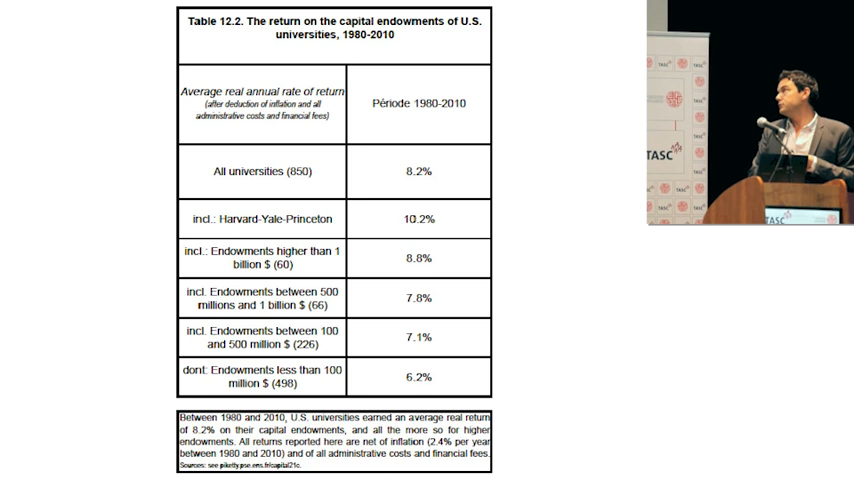 Table 12.2. The return on the capital endowments of U.S.
universities, 1980-2010
Average real annual rate of return
(after deduction of inflation and all
administrative costs and financial fees)
Période 1980-2010
All universities (850)
8.2%
incl.: Harvard-Yale-Princeton
10.2%
incl.: Endowments higher than 1
billion $ (60)
8.8%
incl. Endowments between 500
millions and 1 billion $ (66)
7.8%
incl. Endowments between 100
and 500 million $ (226)
7.1%
dont: Endowments less than 100
million $ (498)
6.2%
Between 1980 and 2010, U.S. universities earned an average real return
of 8.2% on their capital endowments, and all the more so for higher
endowments. All returns reported here are net of inflation (2.4% per year
between 1980 and 2010) and of all administrative costs and financial fees.
Sources: see piketty.pse.ens.fr/capital21c.
TASC
TASC
TASC
TASC
TASC
TASC
TASC